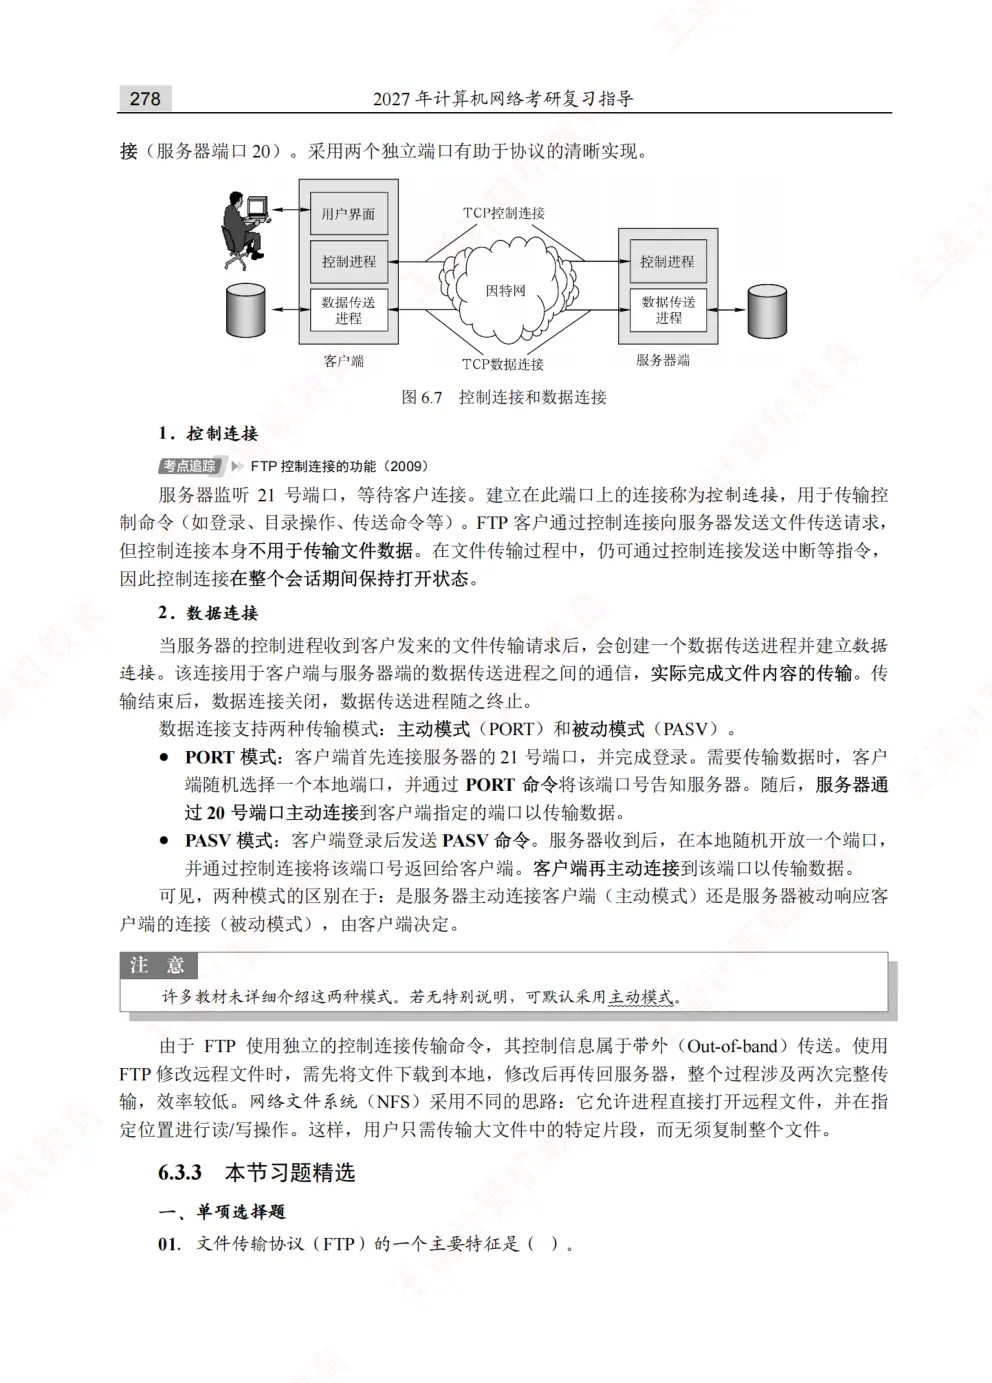 278
2027 年计算机网络考研复习指导
接（服务器端口 20）。采用两个独立端口有助于协议的清晰实现。
用户界面
TCP控制连接
控制进程
控制进程
因特网
数据传送
进程
数据传送
进程
客户端
TCP数据连接
服务器端
图 6.7 控制连接和数据连接
1．控制连接
考点追踪 FTP 控制连接的功能（2009）
服务器监听 21 号端口，等待客户连接。建立在此端口上的连接称为控制连接，用于传输控
制命令（如登录、目录操作、传送命令等）。FTP 客户通过控制连接向服务器发送文件传送请求，
但控制连接本身不用于传输文件数据。在文件传输过程中，仍可通过控制连接发送中断等指令，
因此控制连接在整个会话期间保持打开状态。
2．数据连接
当服务器的控制进程收到客户发来的文件传输请求后，会创建一个数据传送进程并建立数据
连接。该连接用于客户端与服务器端的数据传送进程之间的通信，实际完成文件内容的传输。传
输结束后，数据连接关闭，数据传送进程随之终止。
数据连接支持两种传输模式：主动模式（PORT）和被动模式（PASV）。
● PORT 模式：客户端首先连接服务器的 21 号端口，并完成登录。需要传输数据时，客户
端随机选择一个本地端口，并通过 PORT 命令将该端口号告知服务器。随后，服务器通
过 20 号端口主动连接到客户端指定的端口以传输数据。
● PASV 模式：客户端登录后发送 PASV 命令。服务器收到后，在本地随机开放一个端口，
并通过控制连接将该端口号返回给客户端。客户端再主动连接到该端口以传输数据。
可见，两种模式的区别在于：是服务器主动连接客户端（主动模式）还是服务器被动响应客
户端的连接（被动模式），由客户端决定。
注 意
许多教材未详细介绍这两种模式。若无特别说明，可默认采用主动模式。
由于 FTP 使用独立的控制连接传输命令，其控制信息属于带外（Out-of-band）传送。使用
FTP 修改远程文件时，需先将文件下载到本地，修改后再传回服务器，整个过程涉及两次完整传
输，效率较低。网络文件系统（NFS）采用不同的思路：它允许进程直接打开远程文件，并在指
定位置进行读/写操作。这样，用户只需传输大文件中的特定片段，而无须复制整个文件。
6.3.3 本节习题精选
一、单项选择题
01. 文件传输协议（FTP）的一个主要特征是（ ）。
王道计算机教育